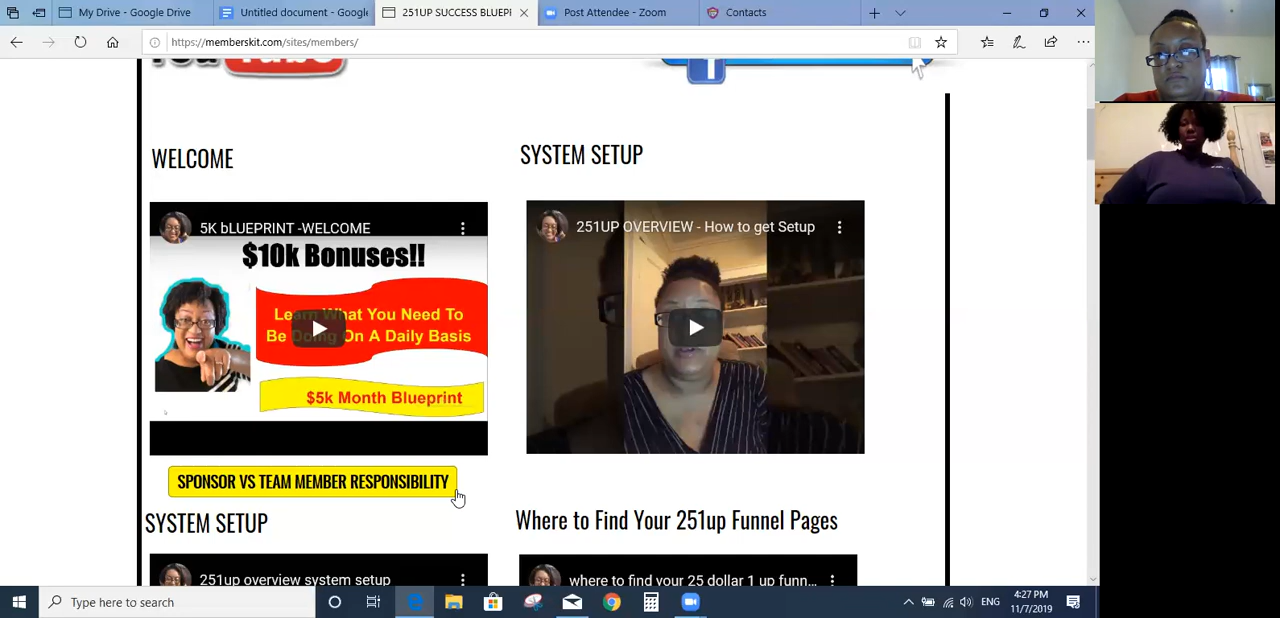 My Drive - Google Drive
Untitled document - Googl
251UP SUCCESS BLUEPR
Post Attendee - Zoom
Contacts
https://memberskit.com/sites/members/
You Tube
WELCOME
SYSTEM SETUP
5K bLUEPRINT -WELCOME
$10k Bonuses!!
Learn What You Need To
Be Doing On A Daily Basis
$5k Month Blueprint
251UP OVERVIEW - How to get Setup
SPONSOR VS TEAM MEMBER RESPONSIBILITY
SYSTEM SETUP
Where to Find Your 251up Funnel Pages
251up overview system setup
where to find your 25 dollar 1 up funn...
Type here to search
ENG
4:27 PM
11/7/2019